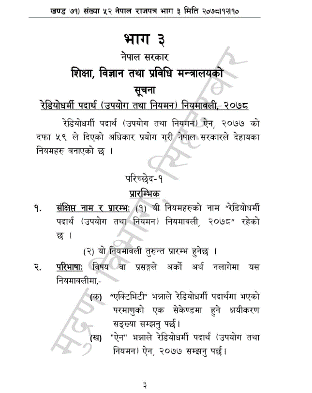 खण्ड ७१) संख्या ५२ नेपाल राजपत्र भाग ३ मिति २०७८।१२।१७
भाग ३
नेपाल सरकार
शिक्षा, विज्ञान तथा प्रविधि मन्त्रालयको
सूचना
रेडियोधर्मी पदार्थ (उपयोग तथा नियमन) नियमावली, २०७८
रेडियोधर्मी पदार्थ (उपयोग तथा नियमन) ऐन, २०७७ को
दफा ५९ ले दिएको अधिकार प्रयोग गरी नेपाल सरकारले देहायका
नियमहरू बनाएको छ ।
परिच्छेद-१
प्रारम्भिक
१. संक्षिप्त नाम र प्रारम्भः (१) यी नियमहरूको नाम "रेडियोधर्मी
पदार्थ (उपयोग तथा नियमन) नियमावली, २०७८" रहेको
छ ।
(२) यो नियमावली तुरुन्त प्रारम्भ हुनेछ ।
२. परिभाषाः विषय वा प्रसङ्गले अर्को अर्थ नलागेमा यस
नियमावलीमा,-
(क) "एक्टिभिटी" भन्नाले रेडियोधर्मी पदार्थमा भएको
परमाणुको एक सेकेण्डमा हुने क्षयीकरण
सङ्ख्या सम्झनु पर्छ।
(ख) "ऐन" भन्नाले रेडियोधर्मी पदार्थ (उपयोग तथा
नियमन) ऐन, २०७७ सम्झनु पर्छ।
३